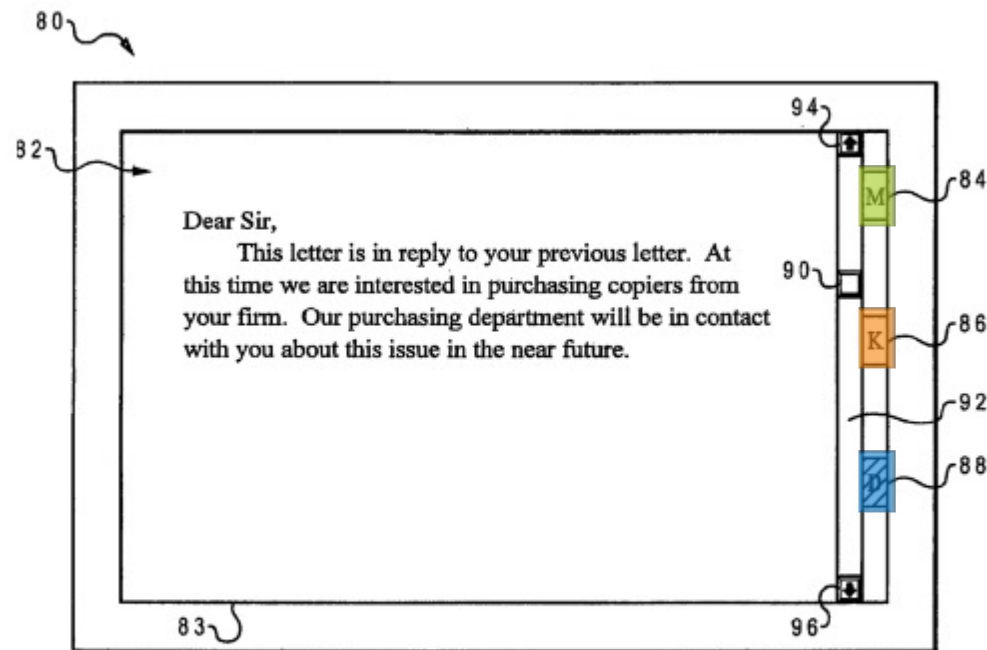 80
94
82
84
M
Dear Sir,
This letter is in reply to your previous letter. At
90
this time we are interested in purchasing copiers from
your firm. Our purchasing department will be in contact
86
K
with you about this issue in the near future.
92
88
D
83
96